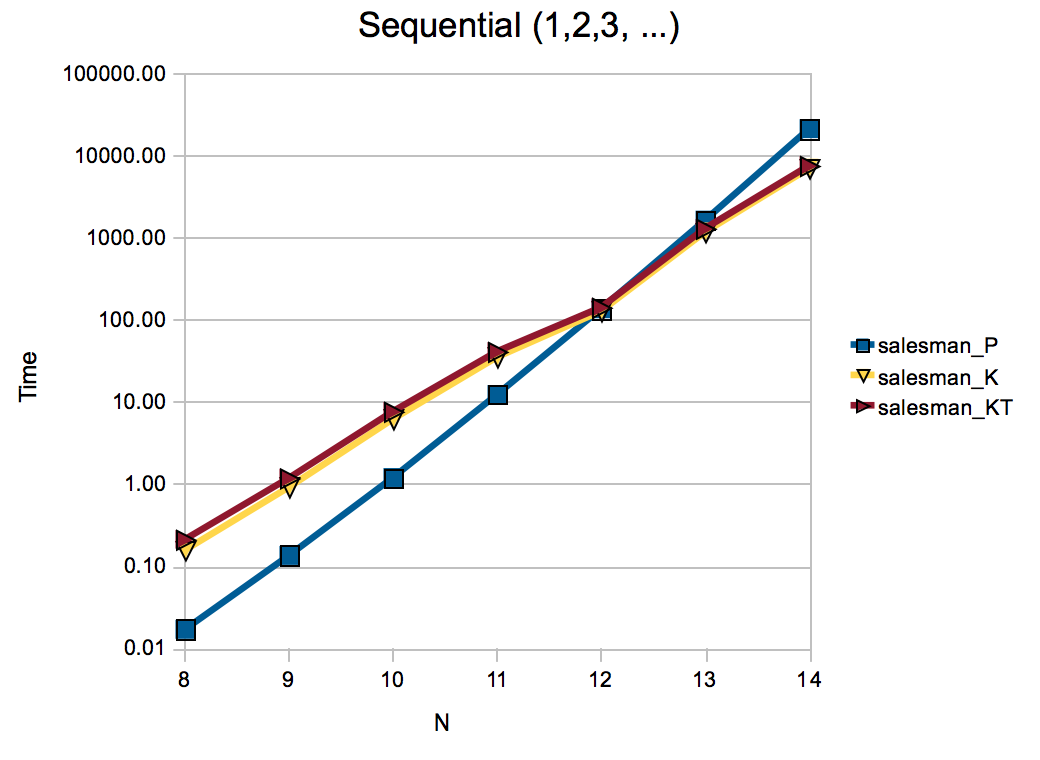 Sequential (1,2,3, ...)
100000.00
10000.00
1000.00
100.00
10.00
1.00
0.10
0.01
Time
8 9 10 11 12 13 14
N
salesman_P
salesman_K
salesman_KT